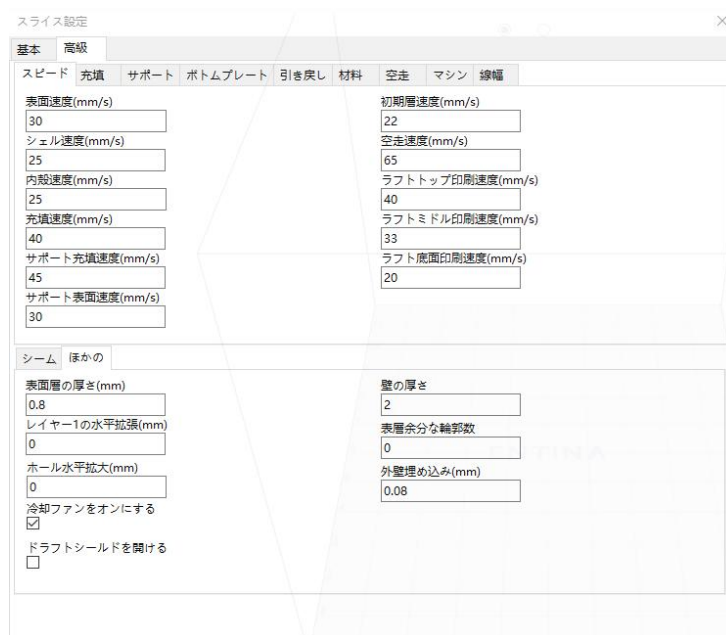 スライス設定
基本 高級
スピード 充填 サポート ボトムプレート 引き戻し 材料 空走 マシン 線幅
表面速度(mm/s)
30
シェル速度(mm/s)
25
内殻速度(mm/s)
25
充填速度(mm/s)
40
サポート充填速度(mm/s)
45
サポート表面速度(mm/s)
30
初期層速度(mm/s)
22
空走速度(mm/s)
65
ラフトトップ印刷速度(mm/s)
40
ラフトミドル印刷速度(mm/s)
33
ラフト底面印刷速度(mm/s)
20
シーム ほかの
表面層の厚さ(mm)
0.8
レイヤー1の水平拡張(mm)
0
ホール水平拡大(mm)
0
冷却ファンをオンにする
ドラフトシールドを開ける
壁の厚さ
2
表層余分な輪郭数
0
外壁埋め込み(mm)
0.08